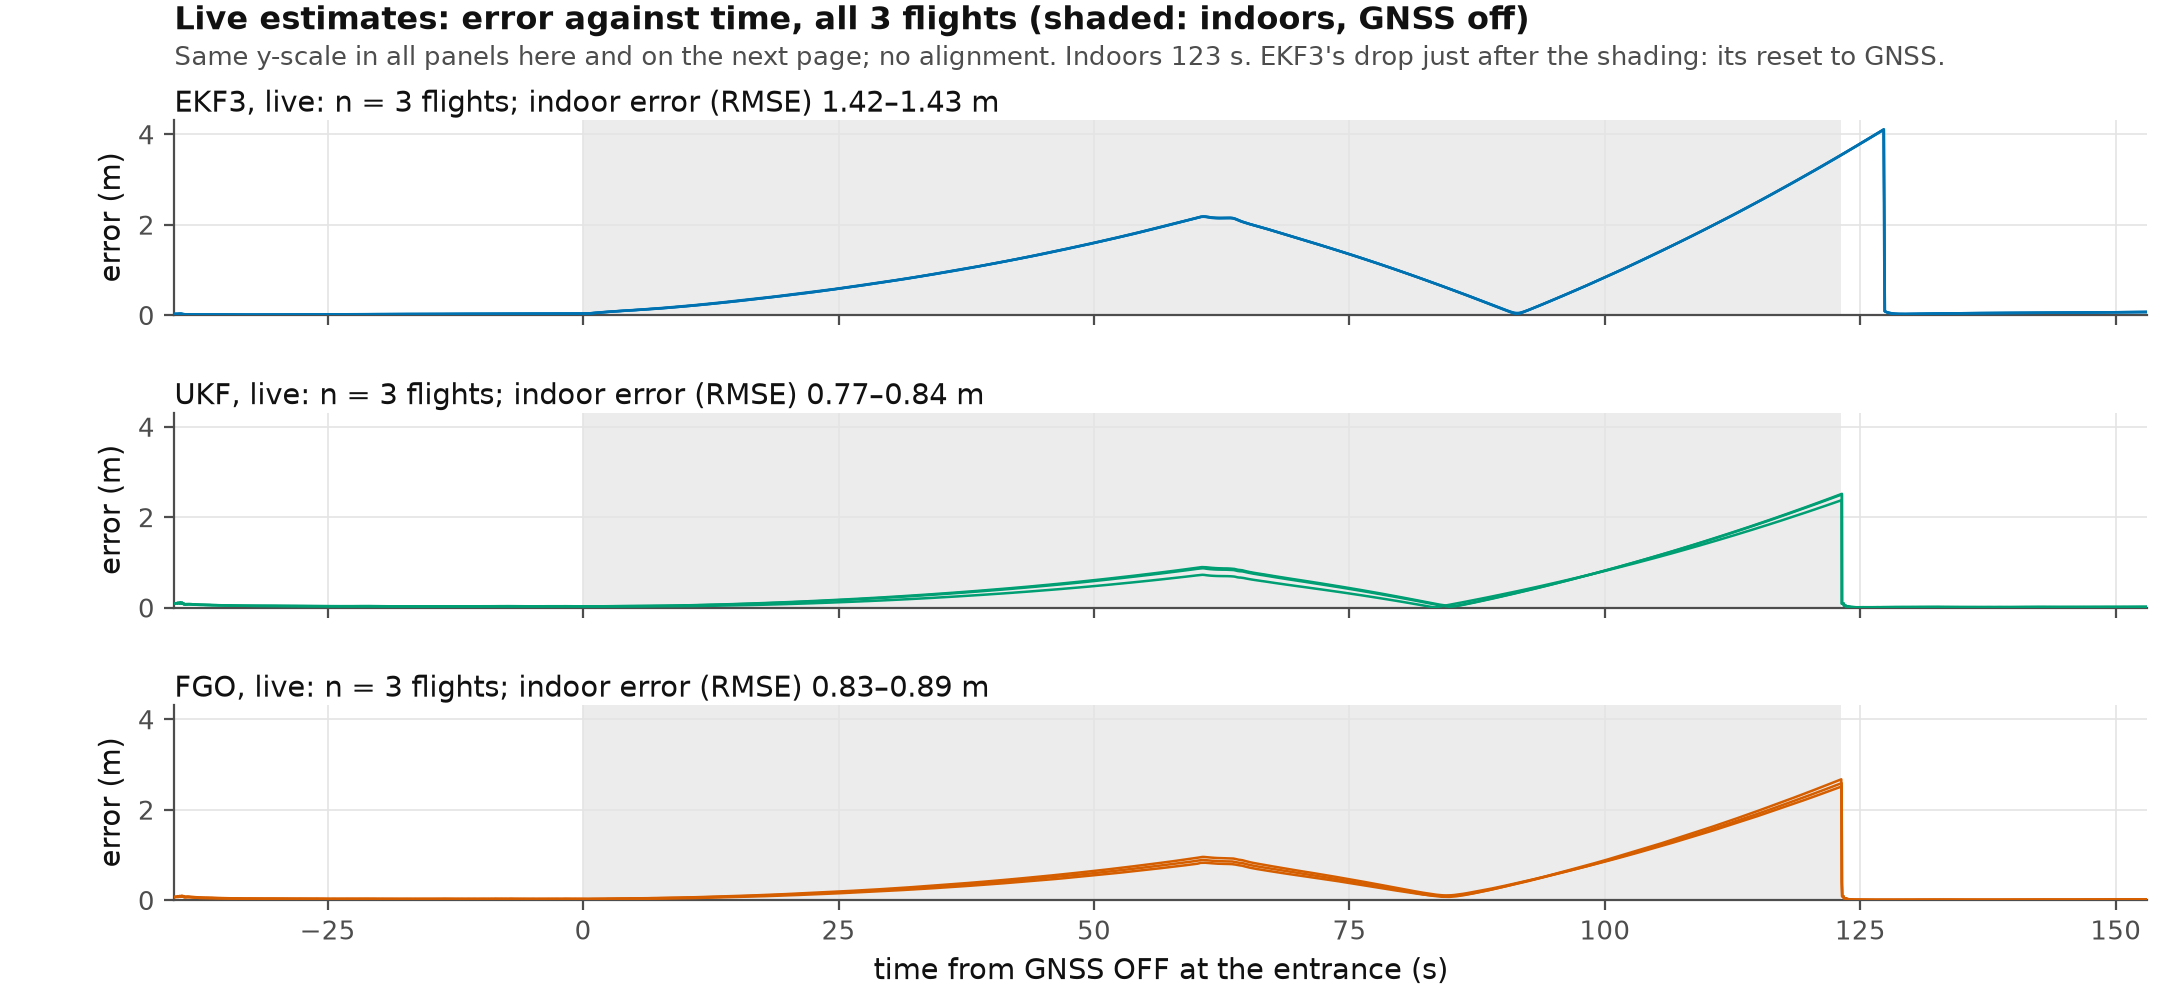 Live estimates: error against time, all 3 flights (shaded: indoors, GNSS off)
Same y-scale in all panels here and on the next page; no alignment. Indoors 123 s. EKF3's drop just after the shading: its reset to GNSS.
EKF3, live: n = 3 flights; indoor error (RMSE) 1.42–1.43 m
4
2
0
error (m)
UKF, live: n = 3 flights; indoor error (RMSE) 0.77–0.84 m
4
2
0
error (m)
FGO, live: n = 3 flights; indoor error (RMSE) 0.83–0.89 m
4
2
0
error (m)
−25 0 25 50 75 100 125 150
time from GNSS OFF at the entrance (s)